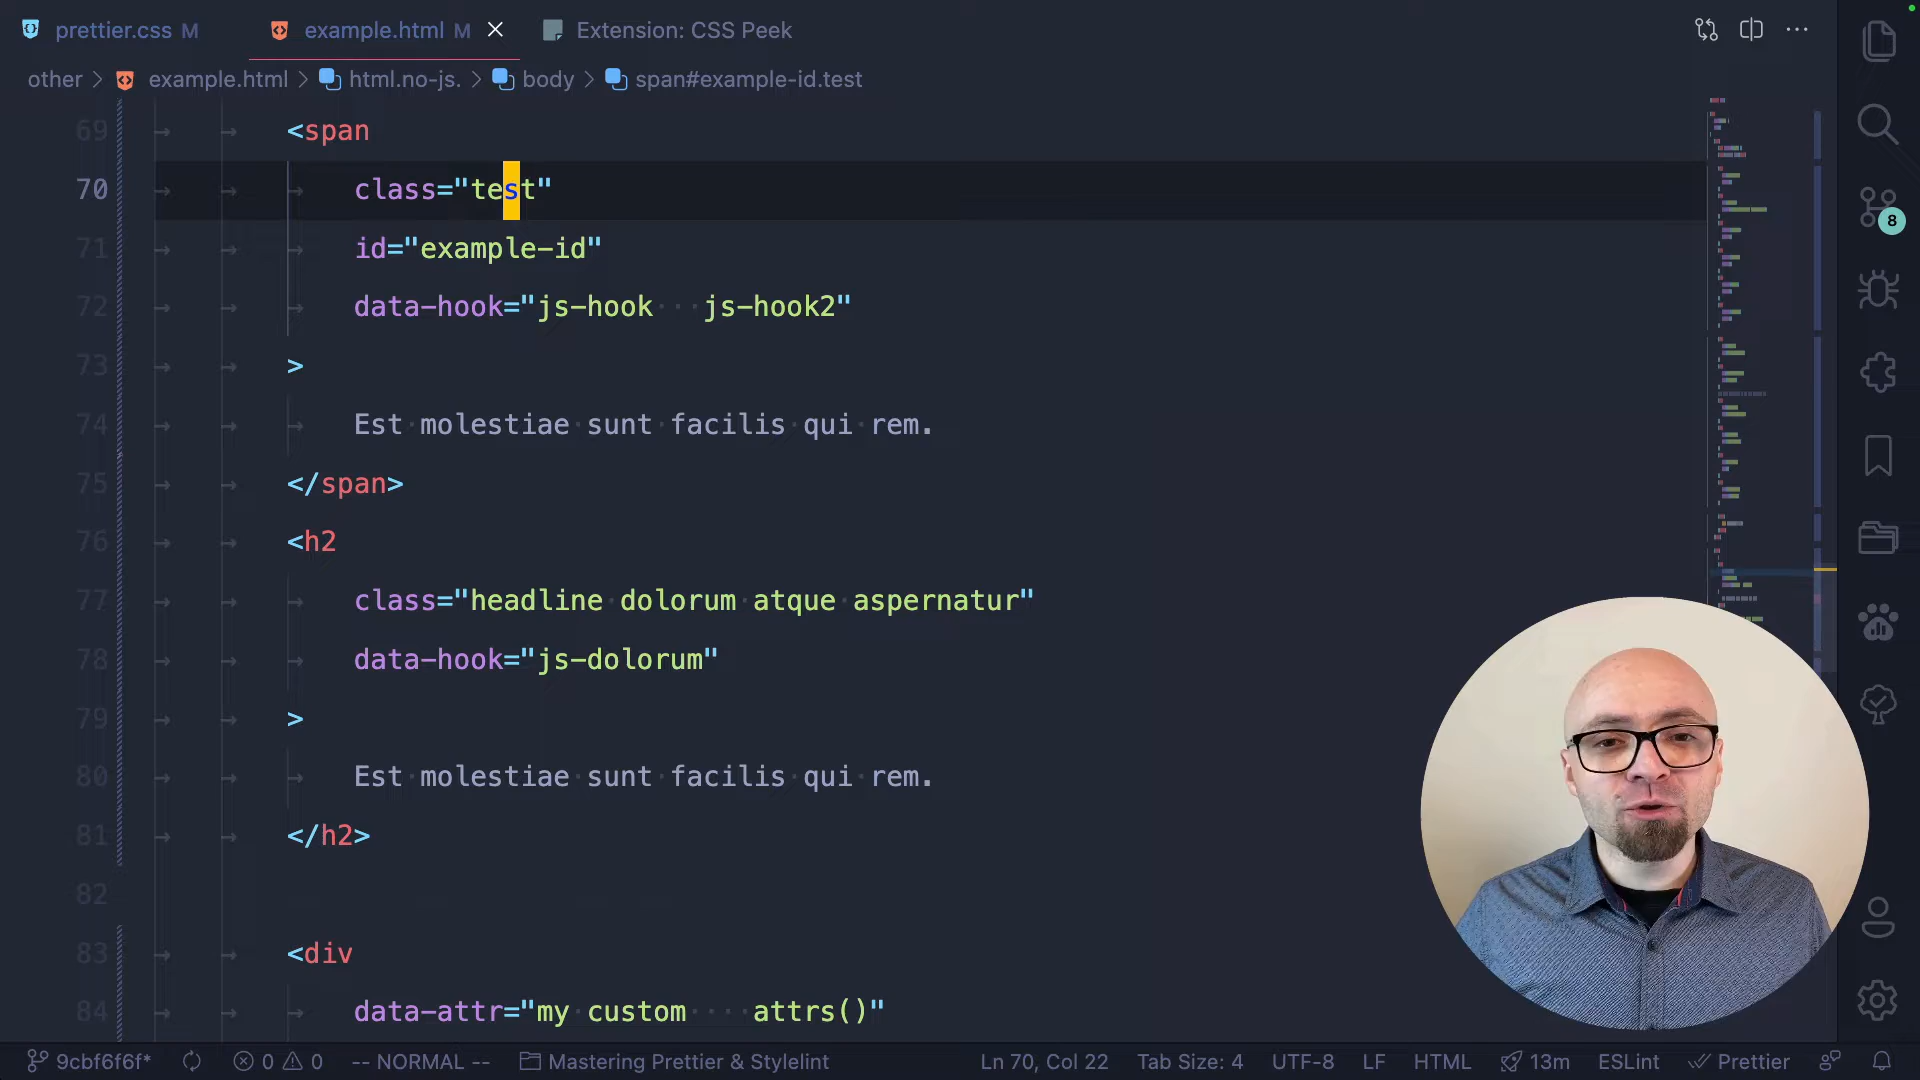 prettier.css M example.html M Extension: CSS Peek
other > example.html > html.no-js. > body > span#example-id.test
69 <span
70 class="test"
71 id="example-id"
72 data-hook="js-hook js-hook2"
73 >
74 Est molestiae sunt facilis qui rem.
75 </span>
76 <h2
77 class="headline dolorum atque aspernatur"
78 data-hook="js-dolorum"
79 >
80 Est molestiae sunt facilis qui rem.
81 </h2>
82
83 <div
84 data-attr="my custom attrs()"
8
9cbf6f6f* 0 0 -- NORMAL -- Mastering Prettier & Stylelint Ln 70, Col 22 Tab Size: 4 UTF-8 LF HTML 13m ESLint Prettier